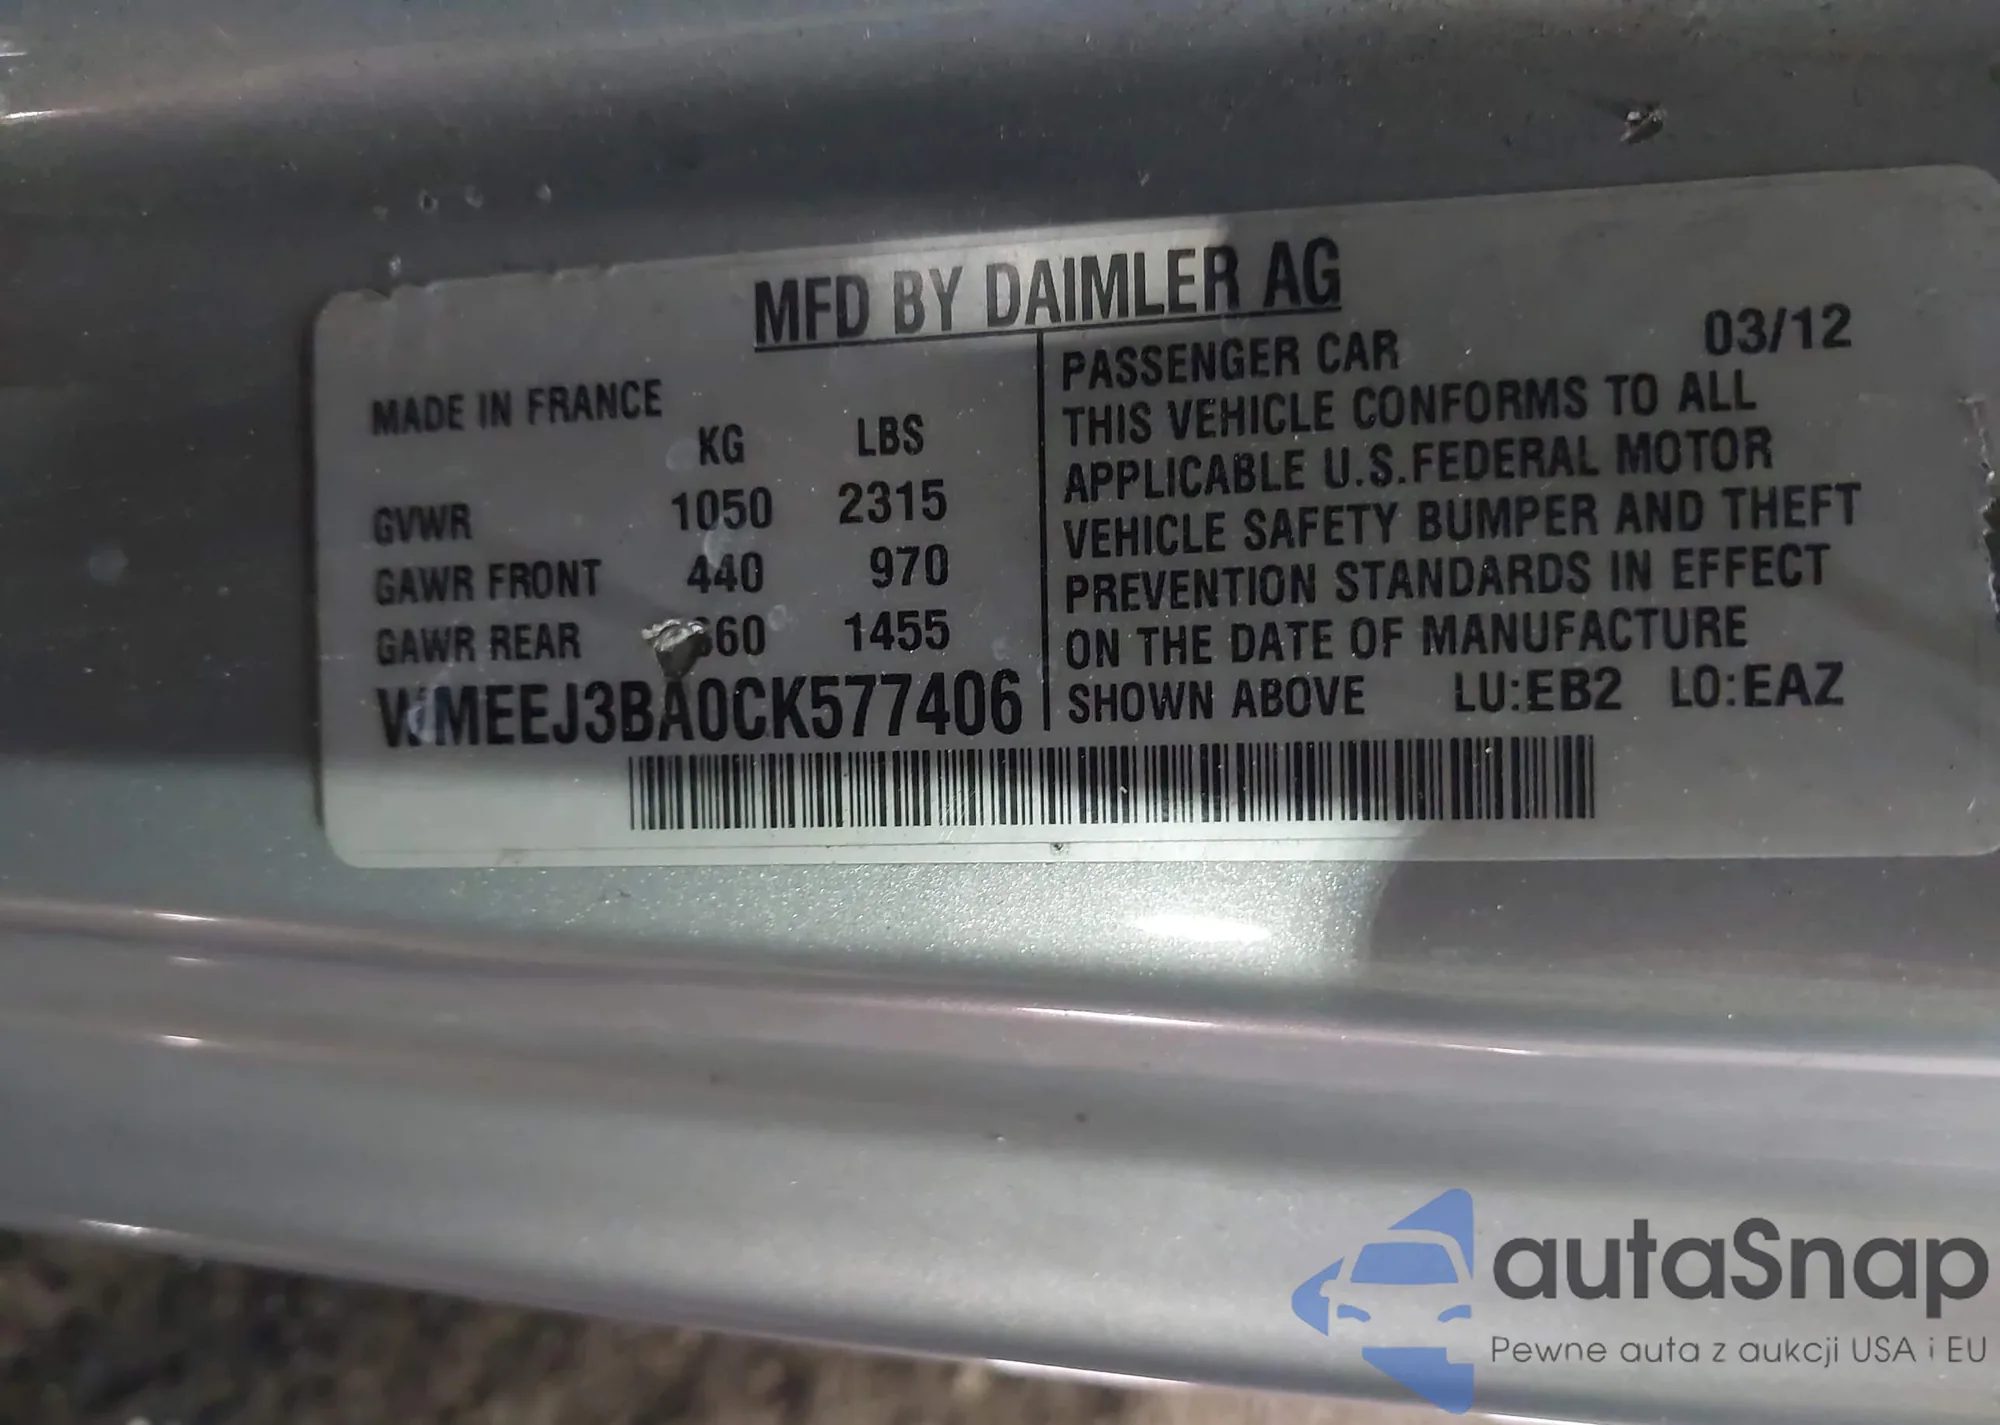 MFD BY DAIMLER AG
MADE IN FRANCE
KG LBS
GVWR 1050 2315
GAWR FRONT 440 970
GAWR REAR 1455
WMEEJ3BA0CK577406
PASSENGER CAR 03/12
THIS VEHICLE CONFORMS TO ALL
APPLICABLE U.S.FEDERAL MOTOR
VEHICLE SAFETY BUMPER AND THEFT
PREVENTION STANDARDS IN EFFECT
ON THE DATE OF MANUFACTURE
SHOWN ABOVE LU:EB2 LO:EAZ
autaSnap
Pewne auta z aukcji USA i EU